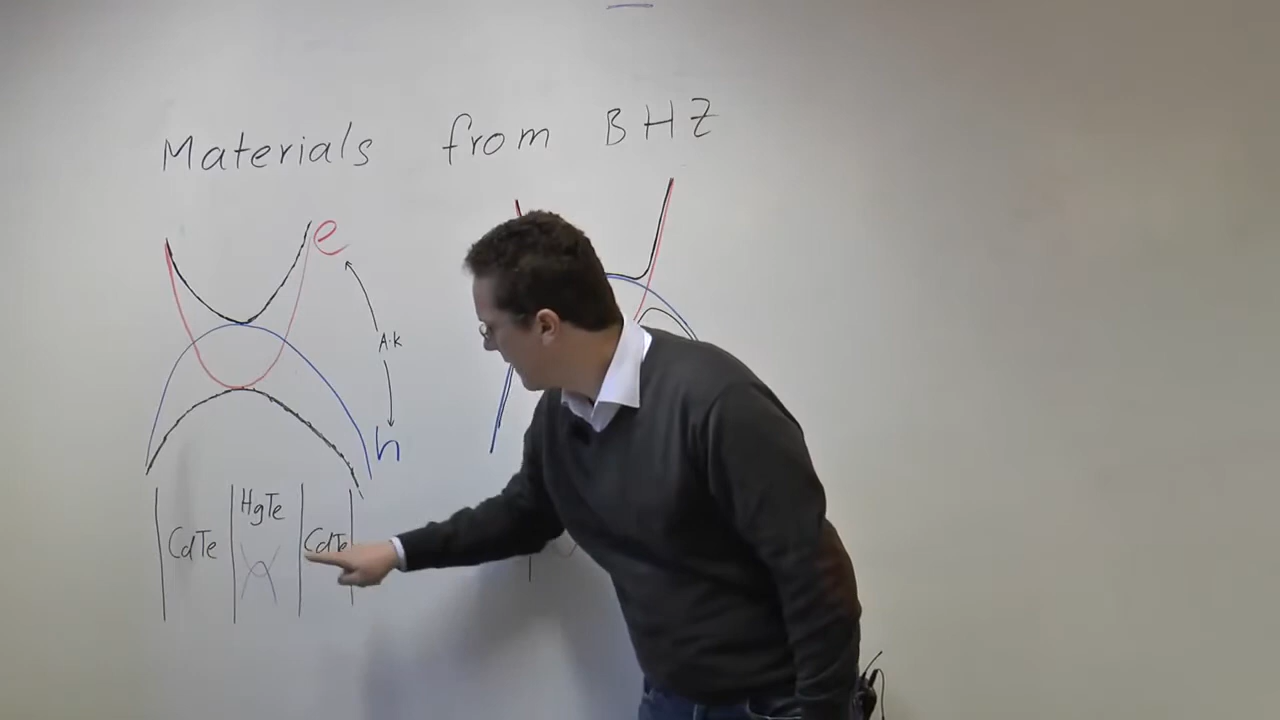 Materials from BHZ
e
A·k
h
HgTe
CdTe
CdTe